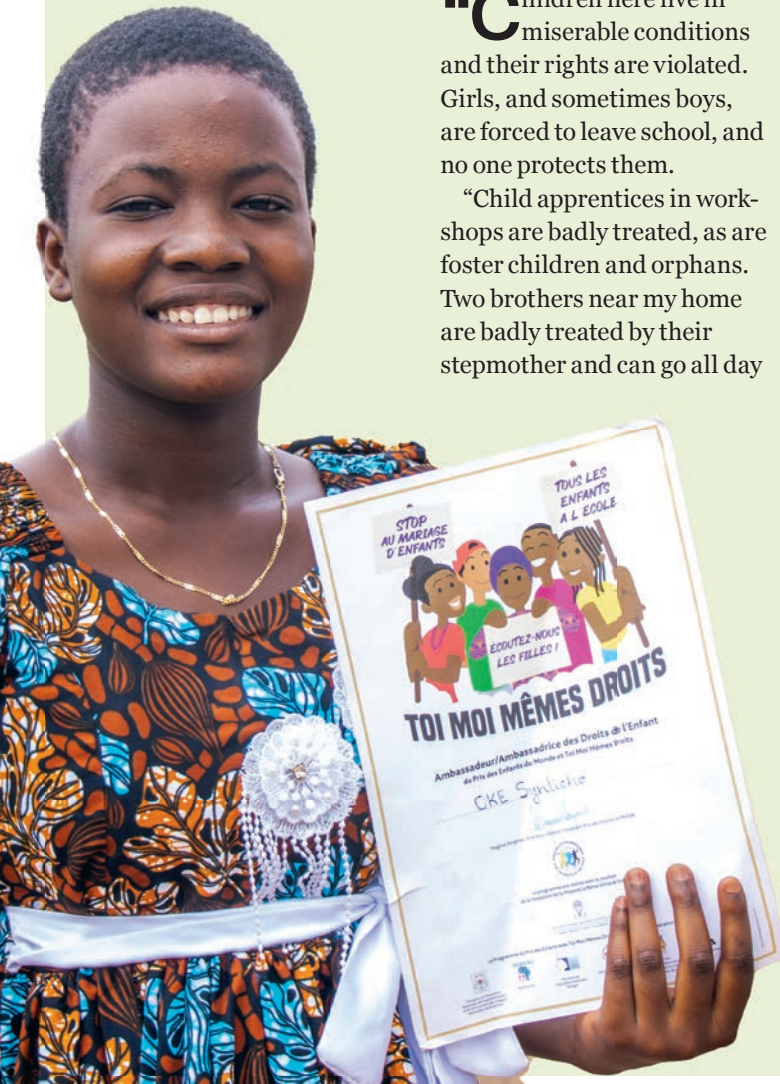 "Children here live in
miserable conditions
and their rights are violated.
Girls, and sometimes boys,
are forced to leave school, and
no one protects them.
“Child apprentices in work-
shops are badly treated, as are
foster children and orphans.
Two brothers near my home
are badly treated by their
stepmother and can go all day
STOP
AU MARIAGE
D'ENFANTS
TOUS LES
ENFANTS
A L'ECOLE
ÉCOUTEZ-NOUS
LES FILLES !
TOI MOI MÊMES DROITS
Ambassadeur/Ambassadrice des Droits de l'Enfant
du Prix des Enfants du Monde et Toi Moi Mêmes Droits
OKE Syntiche